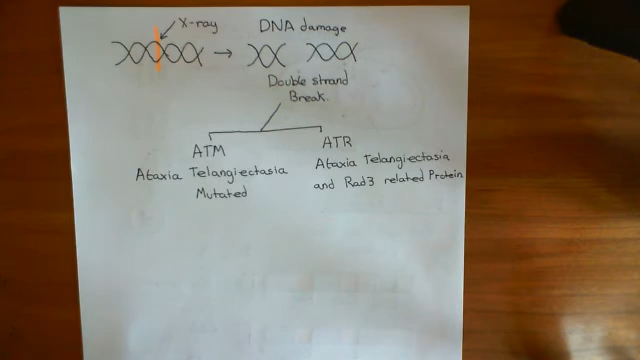 X-ray
DNA damage
Double strand
Break.
ATM
Ataxia Telangiectasia
Mutated
ATR
Ataxia Telangiectasia
and Rad3 related Protein